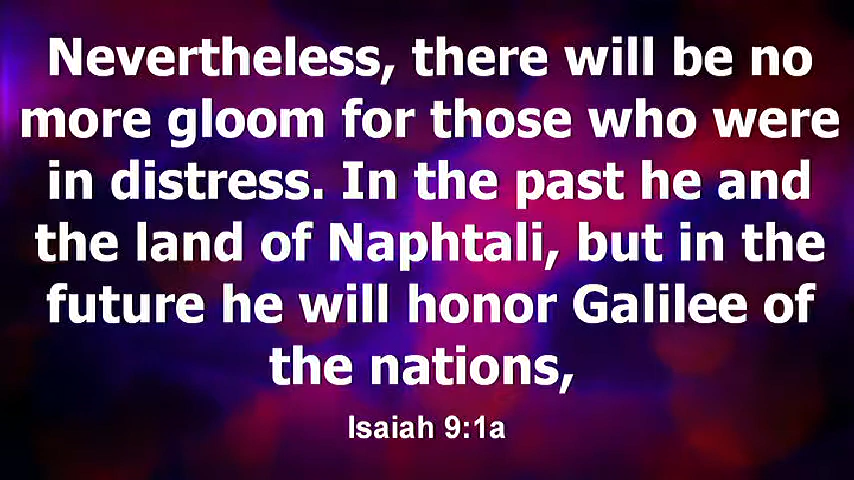 Nevertheless, there will be no
more gloom for those who were
in distress. In the past he and
the land of Naphtali, but in the
future he will honor Galilee of
the nations,
Isaiah 9:1a